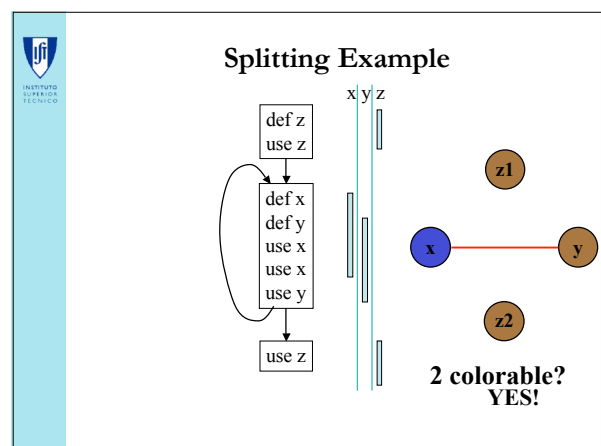 INSTITUTO
SUPERIOR
TÉCNICO
Splitting Example
x y z
def z
use z
def x
def y
use x
use x
use y
use z
z1
x
y
z2
2 colorable?
YES!